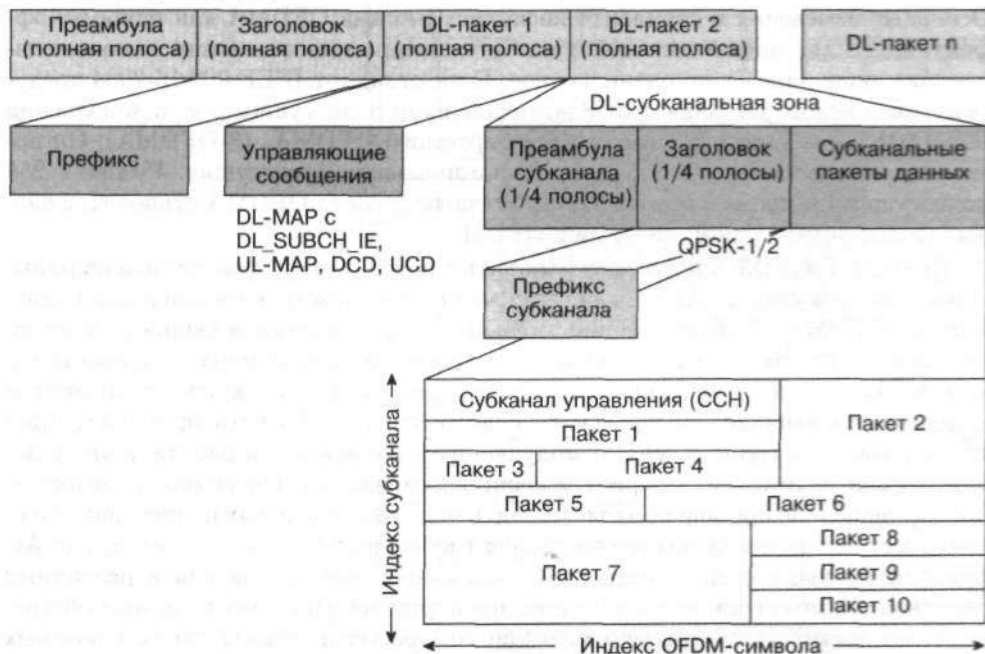 Преамбула
(полная полоса)
Заголовок
(полная полоса)
DL-пакет 1
(полная полоса)
DL-пакет 2
(полная полоса)
DL-пакет n
DL-субканальная зона
Префикс
Управляющие
сообщения
Преамбула
субканала
(1/4 полосы)
Заголовок
(1/4 полосы)
Субканальные
пакеты данных
DL-MAP с
DL_SUBCH_IE,
UL-MAP, DCD, UCD
QPSK-1/2
Префикс
субканала
Индекс субканала
Субканал управления (CCH)
Пакет 1
Пакет 2
Пакет 3
Пакет 4
Пакет 5
Пакет 6
Пакет 7
Пакет 8
Пакет 9
Пакет 10
Индекс OFDM-символа